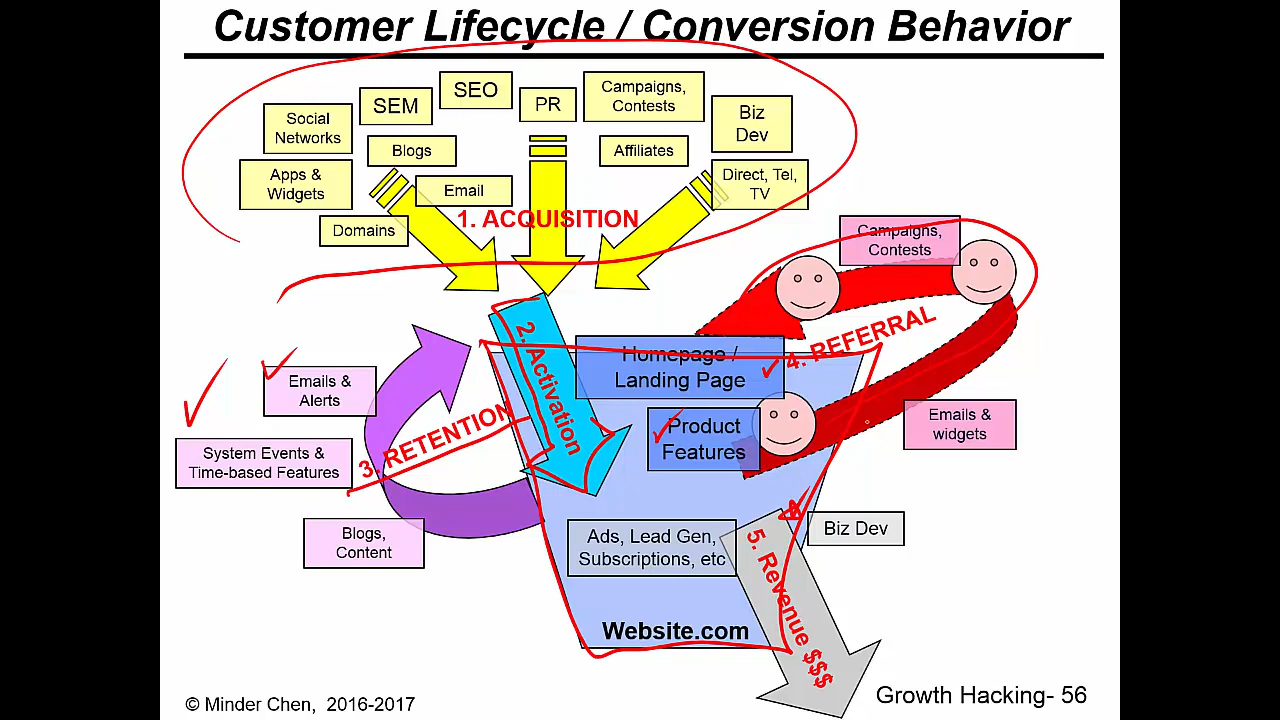 Customer Lifecycle / Conversion Behavior
SEO
Campaigns,
Contests
SEM
PR
Biz
Dev
Social
Networks
Blogs
Affiliates
Apps &
Widgets
Email
Direct, Tel,
TV
Domains
1. ACQUISITION
Campaigns,
Contests
2. Activation
Homepage /
Landing Page
4. REFERRAL
Emails &
Alerts
Product
Features
Emails &
widgets
3. RETENTION
System Events &
Time-based Features
Blogs,
Content
Ads, Lead Gen,
Subscriptions, etc
Biz Dev
5. Revenue $$$
Website.com
© Minder Chen, 2016-2017
Growth Hacking- 56